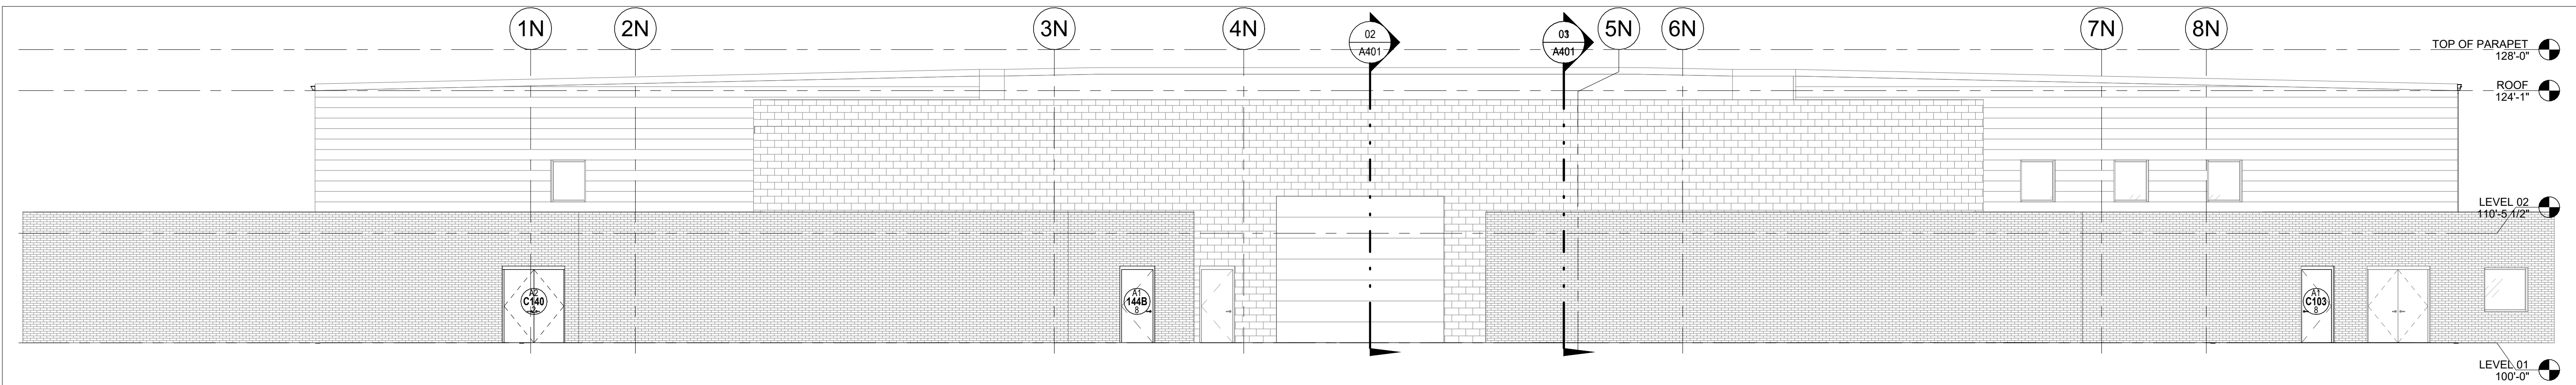 1N
2N
3N
4N
02
A401
03
A401
5N
6N
7N
8N
TOP OF PARAPET
128'-0"
ROOF
124'-1"
LEVEL 02
110'-5 1/2"
A2
C140
A1
144B
8
A1
C103
8
LEVEL 01
100'-0"